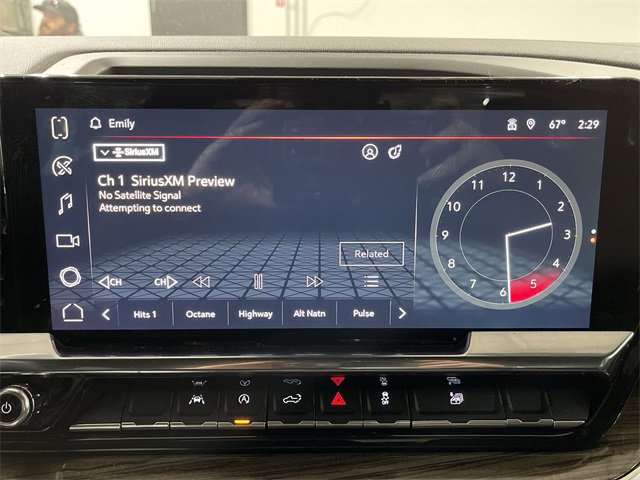 Emily
67° 2:29
SiriusXM
Ch 1 SiriusXM Preview
No Satellite Signal
Attempting to connect
Related
CH CH
Hits 1 Octane Highway Alt Natn Pulse
12
1
2
3
4
5
6
7
8
9
10
11